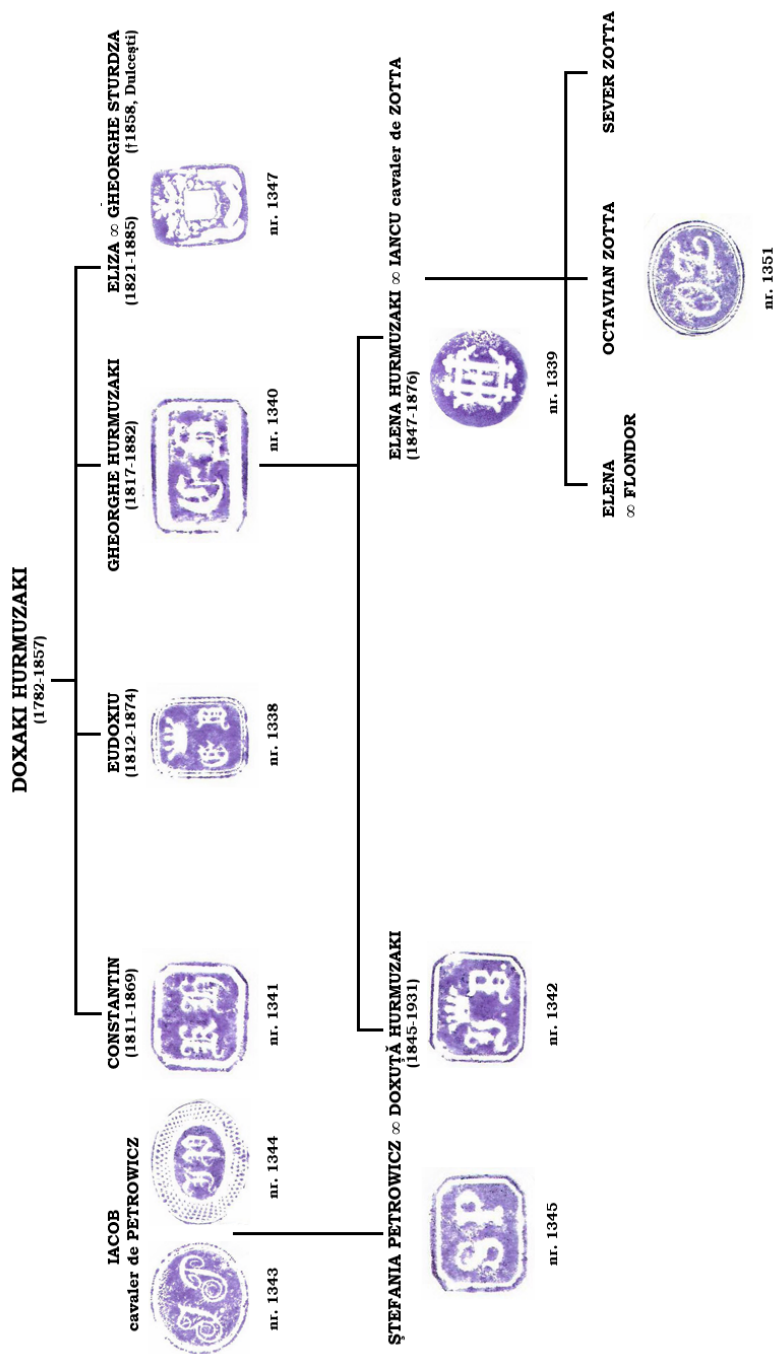 DOXAKI HURMUZAKI
(1782-1857)
IACOB
cavaler de PETROWICZ
nr. 1343
nr. 1344
CONSTANTIN
(1811-1869)
nr. 1341
EUDOXIU
(1812-1874)
nr. 1338
GHEORGHE HURMUZAKI
(1817-1882)
nr. 1340
ELIZA ∞ GHEORGHE STURDZA
(1821-1885) (†1858, Dulcești)
nr. 1347
ȘTEFANIA PETROWICZ ∞ DOXUȚĂ HURMUZAKI
(1845-1931)
SP
nr. 1345
nr. 1342
ELENA HURMUZAKI ∞ IANCU cavaler de ZOTTA
(1847-1876)
nr. 1339
ELENA
∞ FLONDOR
OCTAVIAN ZOTTA
OZ
nr. 1351
SEVER ZOTTA